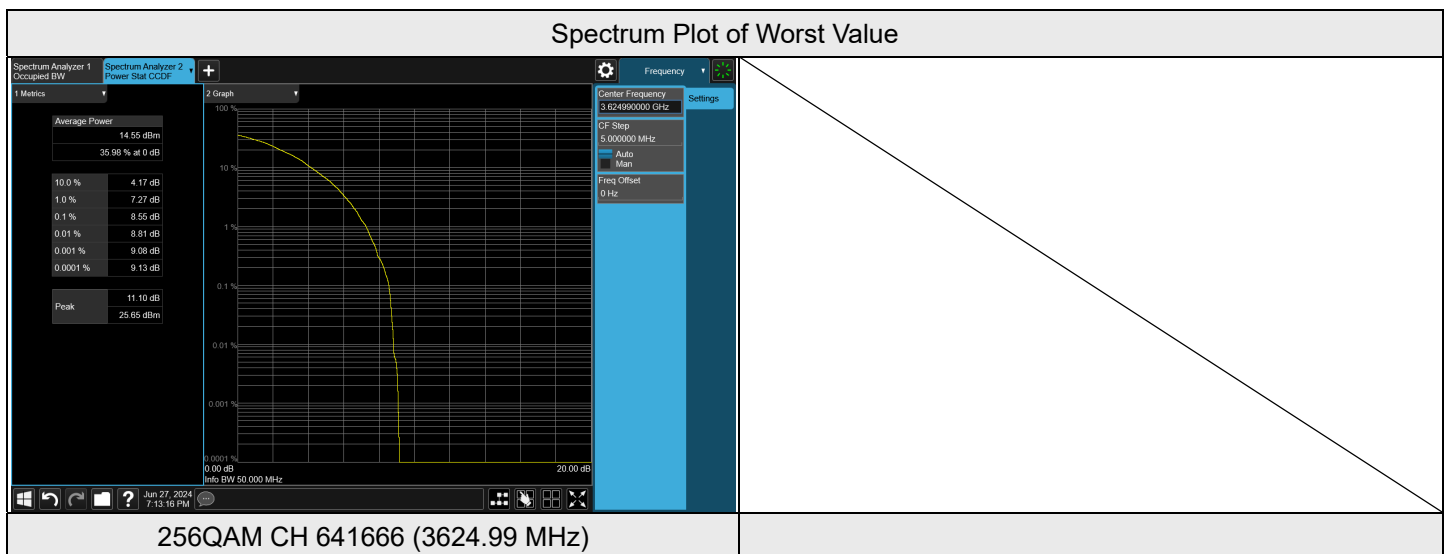 Spectrum Plot of Worst Value
Spectrum Analyzer 1
Occupied BW
Spectrum Analyzer 2
Power Stat CCDF
Frequency
1 Metrics
Average Power
14.55 dBm
35.98 % at 0 dB
10.0 % 4.17 dB
1.0 % 7.27 dB
0.1 % 8.55 dB
0.01 % 8.81 dB
0.001 % 9.08 dB
0.0001 % 9.13 dB
Peak
11.10 dB
25.65 dBm
2 Graph
100 %
10 %
1 %
0.1 %
0.01 %
0.001 %
0.0001 %
0.00 dB
20.00 dB
Info BW 50.000 MHz
Center Frequency
3.624990000 GHz
Settings
CF Step
5.000000 MHz
Auto
Man
Freq Offset
0 Hz
?
Jun 27, 2024
7:13:16 PM
256QAM CH 641666 (3624.99 MHz)